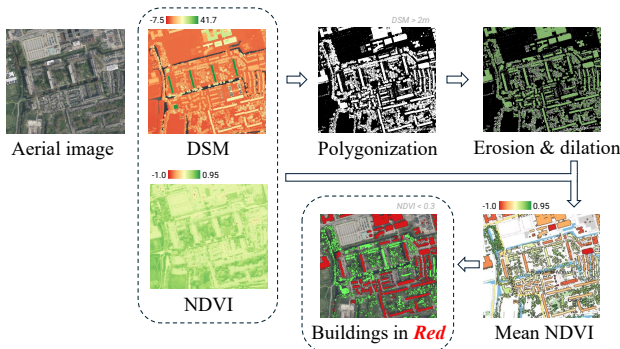 -7.5 41.7
DSM > 2m
Aerial image
DSM
Polygonization
Erosion & dilation
-1.0 0.95
NDVI < 0.3
-1.0 0.95
NDVI
Buildings in Red
Mean NDVI